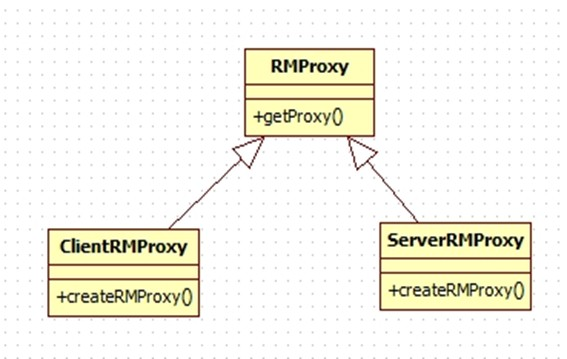 RMProxy
+getProxy()
ClientRMProxy
+createRMProxy()
ServerRMProxy
+createRMProxy()